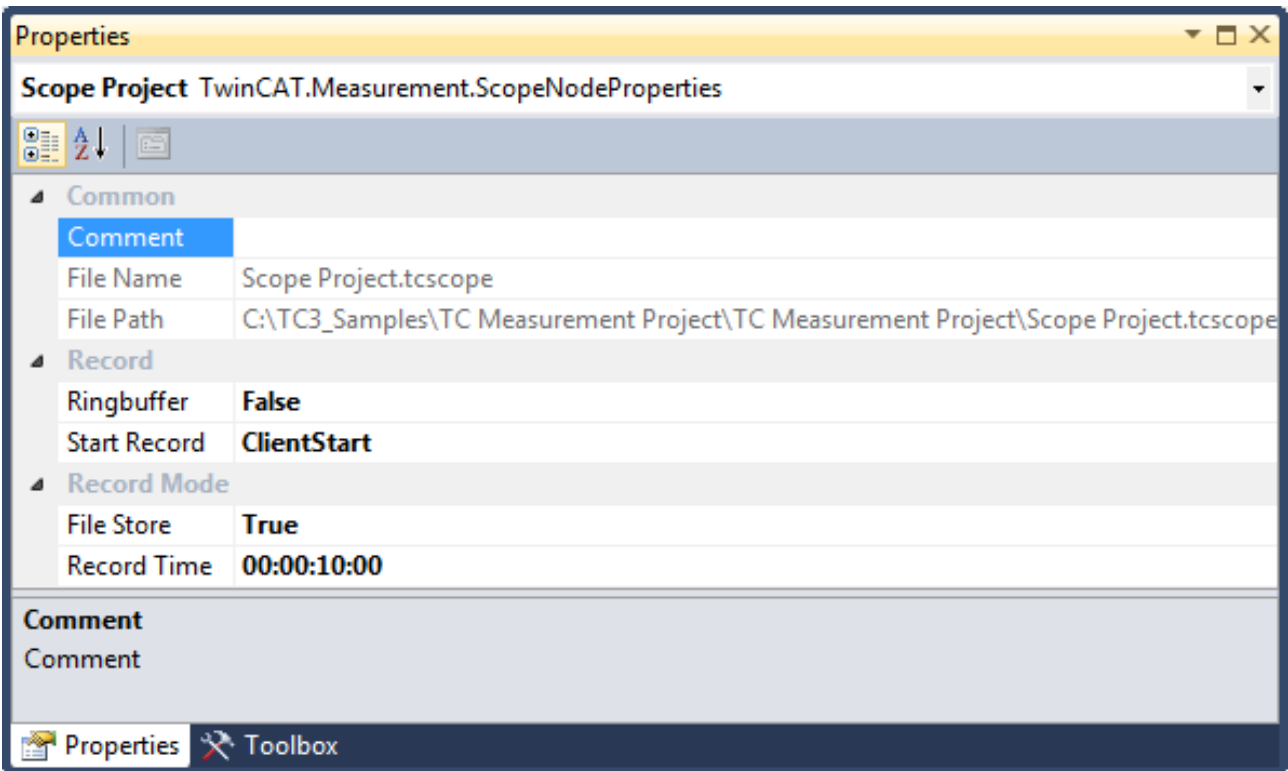 Properties
Scope Project TwinCAT.Measurement.ScopeNodeProperties
A
Z
Common
Comment
File Name Scope Project.tcscope
File Path C:\TC3_Samples\TC Measurement Project\TC Measurement Project\Scope Project.tcscope
Record
Ringbuffer False
Start Record ClientStart
Record Mode
File Store True
Record Time 00:00:10:00
Comment
Comment
Properties Toolbox